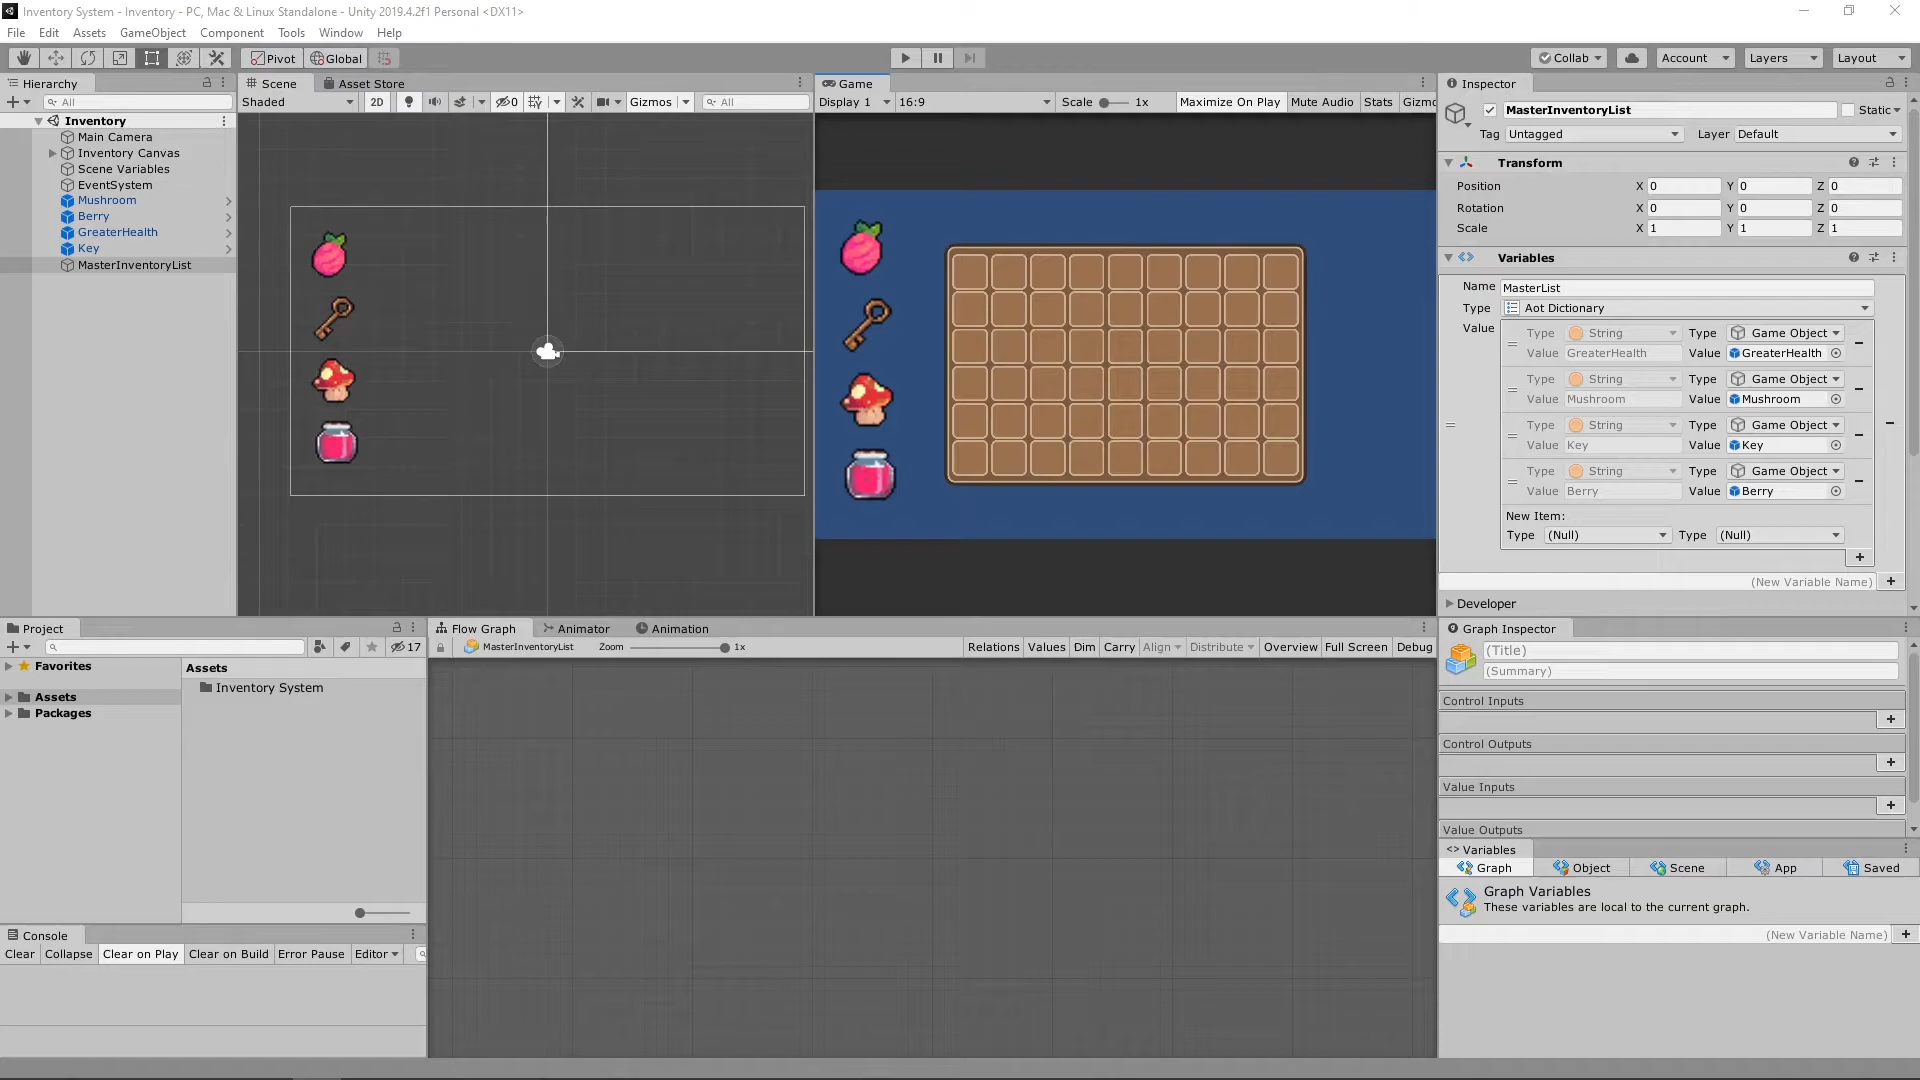 Inventory System - Inventory - PC, Mac & Linux Standalone - Unity 2019.4.2f1 Personal <DX11>
File Edit Assets GameObject Component Tools Window Help
Pivot Global Collab Account Layers Layout
Hierarchy
All
Inventory
Main Camera
Inventory Canvas
Scene Variables
EventSystem
Mushroom
Berry
GreaterHealth
Key
MasterInventoryList
Scene Asset Store
Shaded 2D 0 Gizmos All
Game
Display 1 16:9 Scale 1x Maximize On Play Mute Audio Stats Gizmo
Inspector
MasterInventoryList Static
Tag Untagged Layer Default
Transform
Position X 0 Y 0 Z 0
Rotation X 0 Y 0 Z 0
Scale X 1 Y 1 Z 1
Variables
Name MasterList
Type Aot Dictionary
Value
Type String Type Game Object
Value GreaterHealth Value GreaterHealth
Type String Type Game Object
Value Mushroom Value Mushroom
Type String Type Game Object
Value Key Value Key
Type String Type Game Object
Value Berry Value Berry
New Item:
Type (Null) Type (Null)
(New Variable Name)
Developer
Project
17
Favorites
Assets
Packages
Assets
Inventory System
Console
Clear Collapse Clear on Play Clear on Build Error Pause Editor
Flow Graph Animator Animation
MasterInventoryList Zoom 1x Relations Values Dim Carry Align Distribute Overview Full Screen Debug
Graph Inspector
(Title)
(Summary)
Control Inputs
Control Outputs
Value Inputs
Value Outputs
<> Variables
Graph Object Scene App Saved
Graph Variables
These variables are local to the current graph.
(New Variable Name)